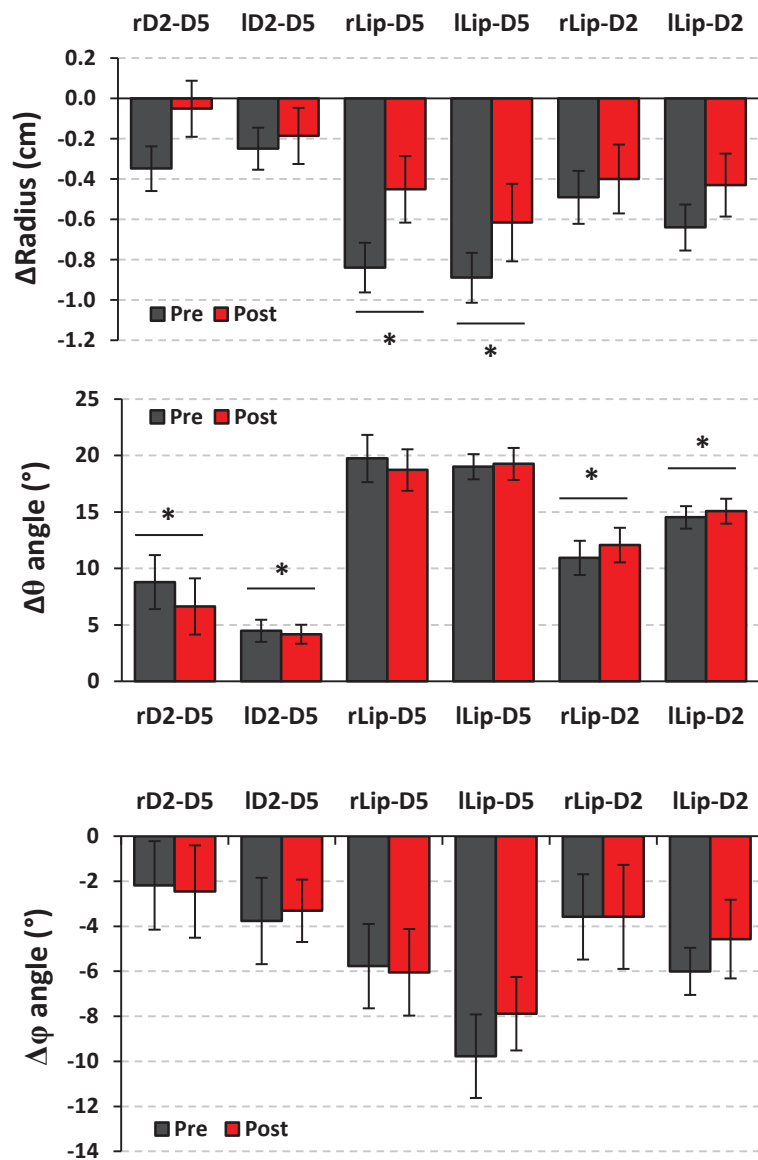 rD2-D5 lD2-D5 rLip-D5 lLip-D5 rLip-D2 lLip-D2
0.2
0.0
-0.2
-0.4
-0.6
-0.8
-1.0
-1.2
ΔRadius (cm)
Pre Post
* *
25
20
15
10
5
0
Δθ angle (°)
Pre Post
* * * *
rD2-D5 lD2-D5 rLip-D5 lLip-D5 rLip-D2 lLip-D2
rD2-D5 lD2-D5 rLip-D5 lLip-D5 rLip-D2 lLip-D2
0
-2
-4
-6
-8
-10
-12
-14
Δφ angle (°)
Pre Post